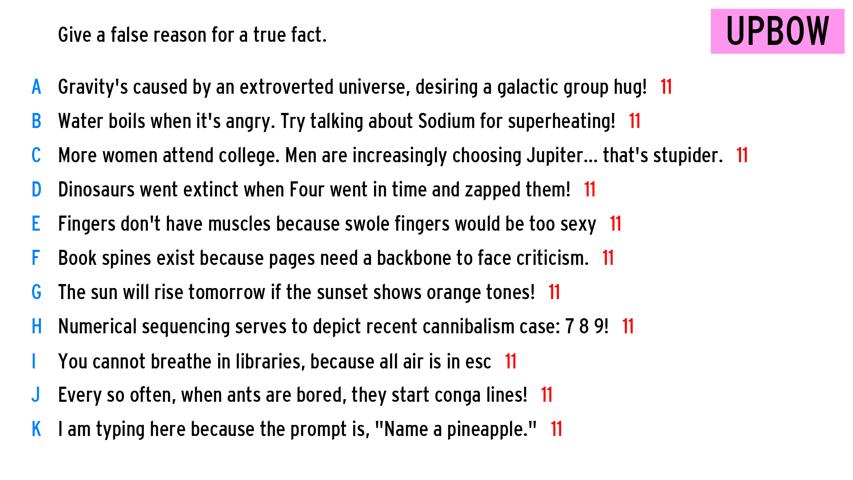 Give a false reason for a true fact.
UPBOW
A Gravity's caused by an extroverted universe, desiring a galactic group hug! 11
B Water boils when it's angry. Try talking about Sodium for superheating! 11
C More women attend college. Men are increasingly choosing Jupiter... that's stupider. 11
D Dinosaurs went extinct when Four went in time and zapped them! 11
E Fingers don't have muscles because swole fingers would be too sexy 11
F Book spines exist because pages need a backbone to face criticism. 11
G The sun will rise tomorrow if the sunset shows orange tones! 11
H Numerical sequencing serves to depict recent cannibalism case: 7 8 9! 11
I You cannot breathe in libraries, because all air is in esc 11
J Every so often, when ants are bored, they start conga lines! 11
K I am typing here because the prompt is, "Name a pineapple." 11